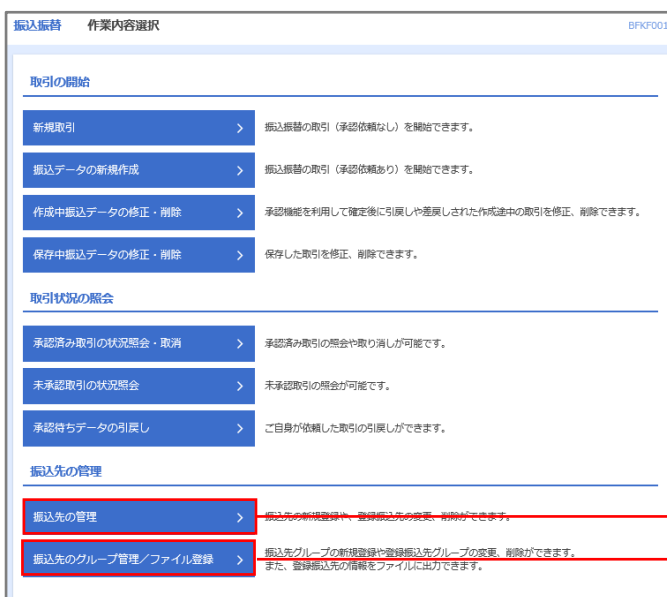 振込振替 作業内容選択 BFKF001
取引の開始
新規取引 振込振替の取引（承認依頼なし）を開始できます。
振込データの新規作成 振込振替の取引（承認依頼あり）を開始できます。
作成中振込データの修正・削除 承認機能を利用して確定後に引戻しや差戻しされた作成途中の取引を修正、削除できます。
保存中振込データの修正・削除 保存した取引を修正、削除できます。
取引状況の照会
承認済み取引の状況照会・取消 承認済み取引の照会や取り消しが可能です。
未承認取引の状況照会 未承認取引の照会が可能です。
承認待ちデータの引戻し ご自身が依頼した取引の引戻しができます。
振込先の管理
振込先の管理 振込先の新規登録や、登録振込先の変更、削除ができます。
振込先のグループ管理／ファイル登録 振込先グループの新規登録や登録振込先グループの変更、削除ができます。
また、登録振込先の情報をファイルに出力できます。